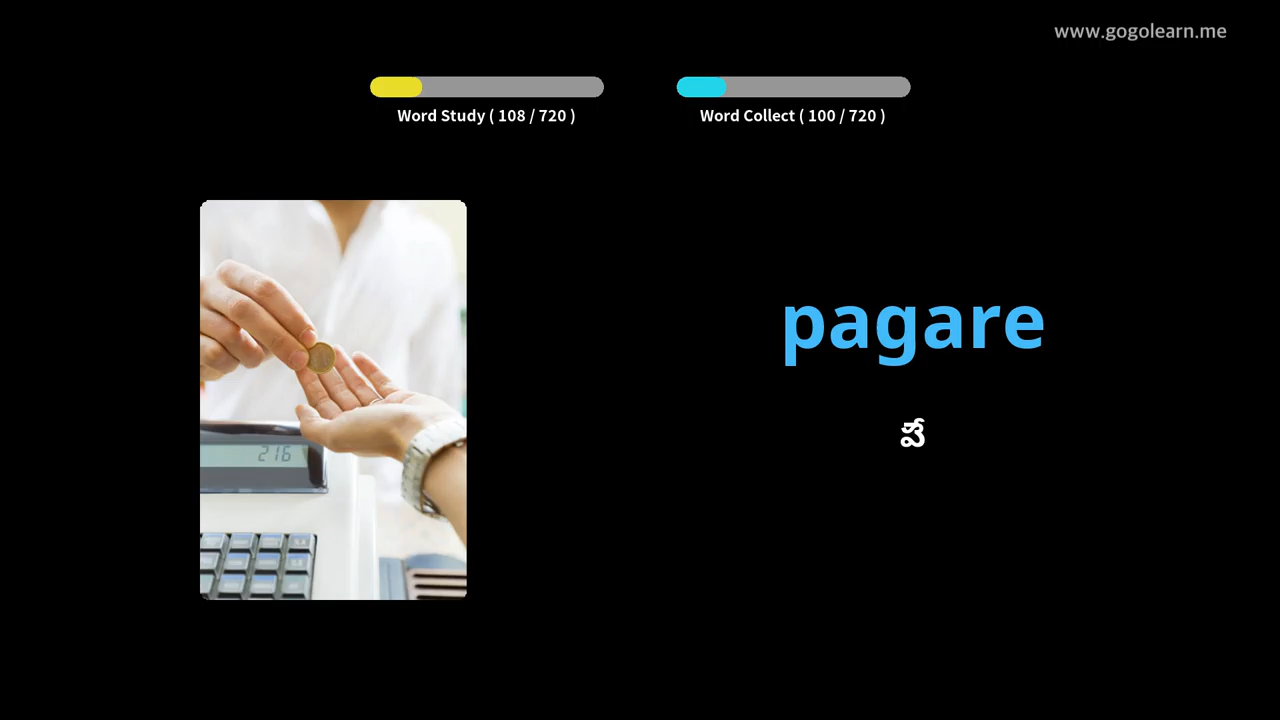 www.gogolearn.me
Word Study ( 108 / 720 )
Word Collect ( 100 / 720 )
pagare
పే
216